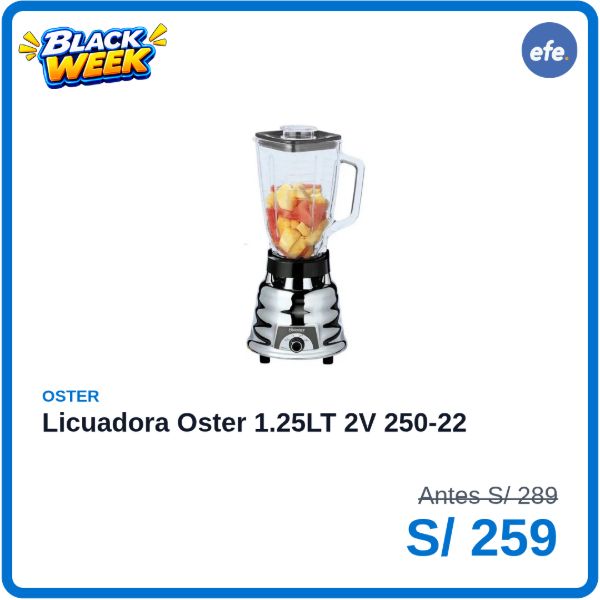 BLACK
WEEK
efe.
OSTER
Licuadora Oster 1.25LT 2V 250-22
Antes S/ 289
S/ 259